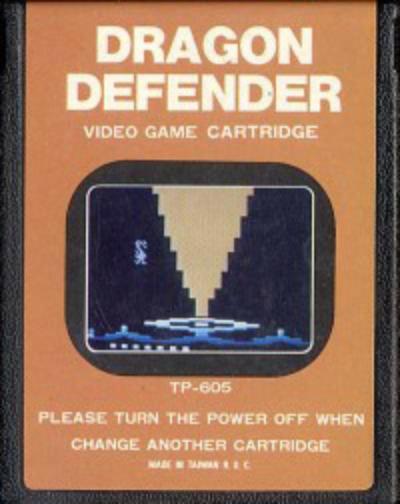 DRAGON
DEFENDER
VIDEO GAME CARTRIDGE
TP-605
PLEASE TURN THE POWER OFF WHEN
CHANGE ANOTHER CARTRIDGE
MADE IN TAIWAN R.O.C.